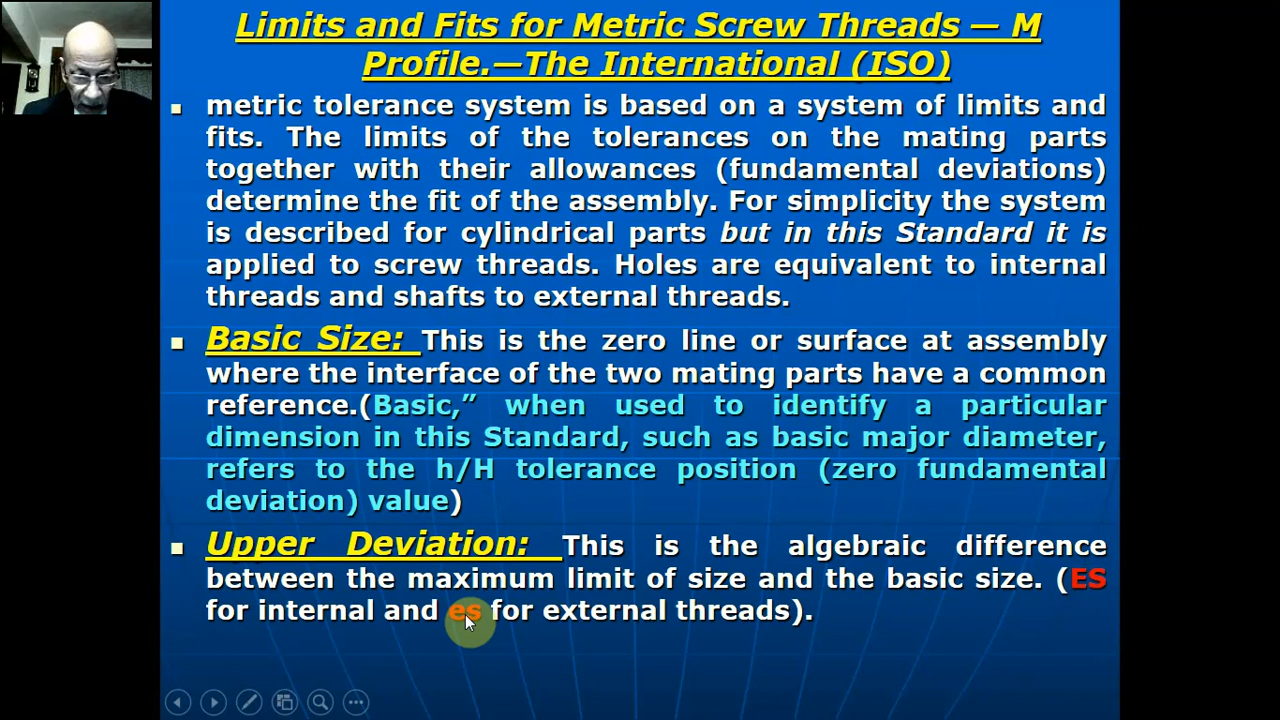 Limits and Fits for Metric Screw Threads — M
Profile.—The International (ISO)
metric tolerance system is based on a system of limits and
fits. The limits of the tolerances on the mating parts
together with their allowances (fundamental deviations)
determine the fit of the assembly. For simplicity the system
is described for cylindrical parts but in this Standard it is
applied to screw threads. Holes are equivalent to internal
threads and shafts to external threads.
Basic Size: This is the zero line or surface at assembly
where the interface of the two mating parts have a common
reference.(Basic,” when used to identify a particular
dimension in this Standard, such as basic major diameter,
refers to the h/H tolerance position (zero fundamental
deviation) value)
Upper Deviation: This is the algebraic difference
between the maximum limit of size and the basic size. (ES
for internal and es for external threads).